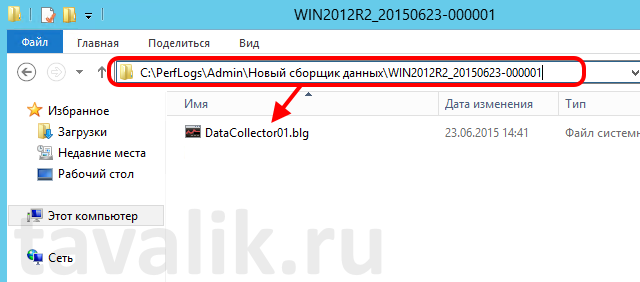 WIN2012R2_20150623-000001
Файл Главная Поделиться Вид
C:\PerfLogs\Admin\Новый сборщик данных\WIN2012R2_20150623-000001
Избранное
Загрузки
Недавние места
Рабочий стол
Этот компьютер
Сеть
Имя Дата изменения Тип
DataCollector01.blg 23.06.2015 14:41 Файл систем
tavalik.ru